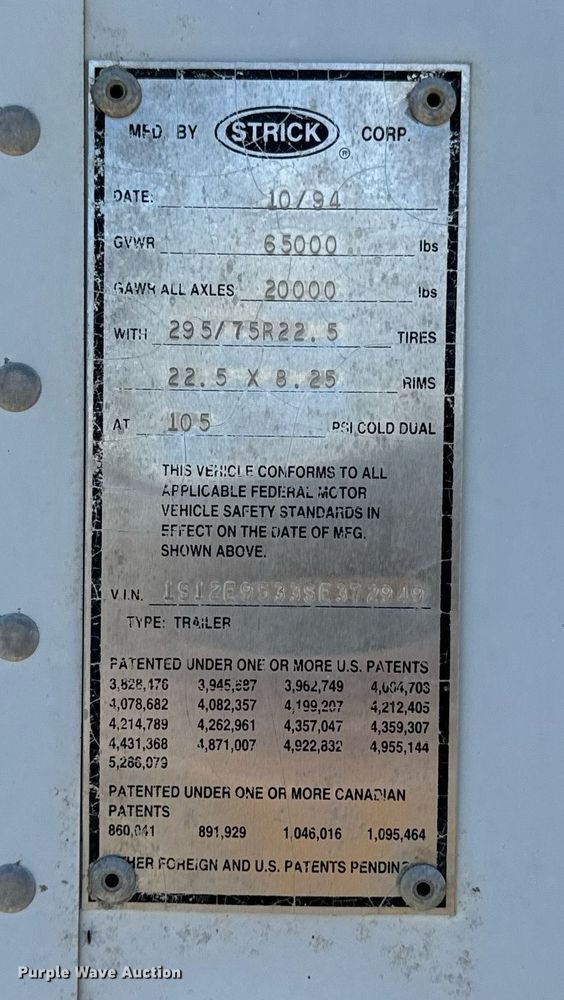 MFD. BY STRICK ® CORP.
DATE: 10/94
GVWR 65000 lbs
GAWR ALL AXLES 20000 lbs
WITH 295/75R22.5 TIRES
22.5 X 8.25 RIMS
AT 105 PSI COLD DUAL
THIS VEHICLE CONFORMS TO ALL
APPLICABLE FEDERAL MOTOR
VEHICLE SAFETY STANDARDS IN
EFFECT ON THE DATE OF MFG.
SHOWN ABOVE.
V.I.N.
TYPE: TRAILER
PATENTED UNDER ONE OR MORE U.S. PATENTS
3,828,176 3,945,687 3,962,749
4,078,682 4,082,357 4,199,207 4,212,405
4,214,789 4,262,961 4,357,047 4,359,307
4,431,368 4,871,007 4,922,832 4,955,144
5,286,079
PATENTED UNDER ONE OR MORE CANADIAN
PATENTS
860,041 891,929 1,046,016 1,095,464
FOREIGN AND U.S. PATENTS
Purple Wave Auction